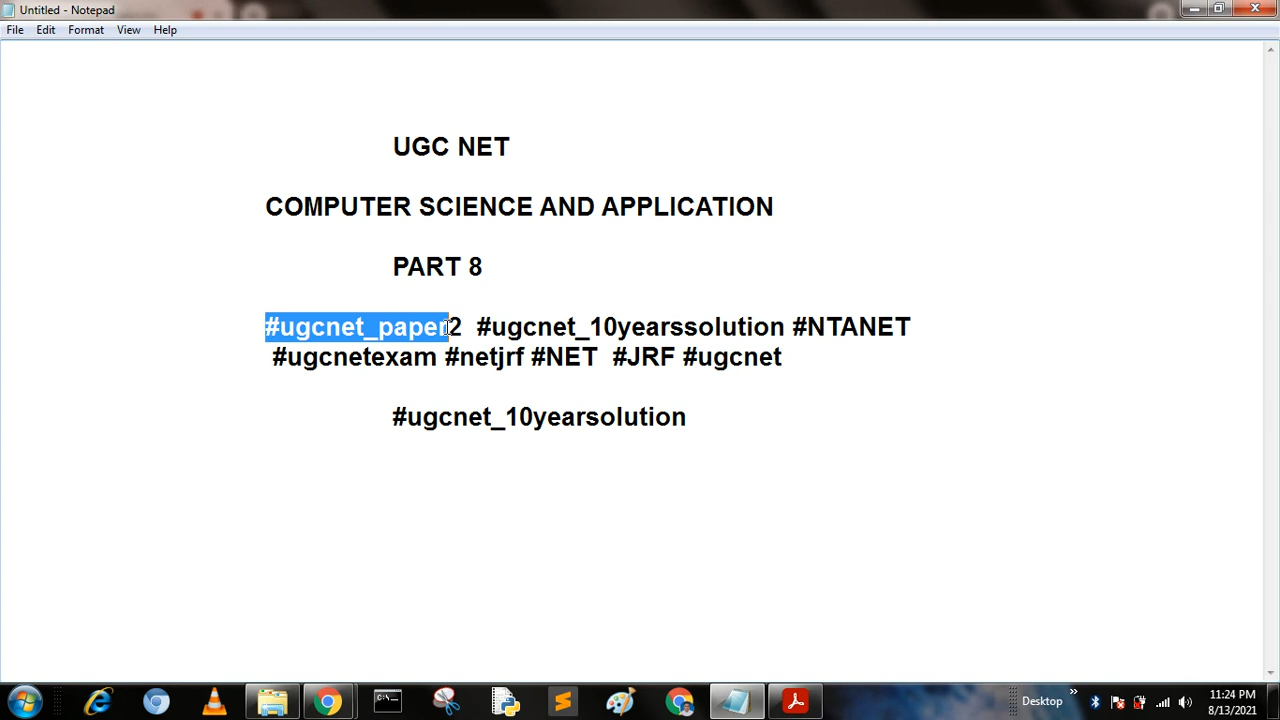 Untitled - Notepad
File Edit Format View Help
UGC NET
COMPUTER SCIENCE AND APPLICATION
PART 8
#ugcnet_paper2 #ugcnet_10yearssolution #NTANET
#ugcnetexam #netjrf #NET #JRF #ugcnet
#ugcnet_10yearsolution
Desktop
11:24 PM
8/13/2021